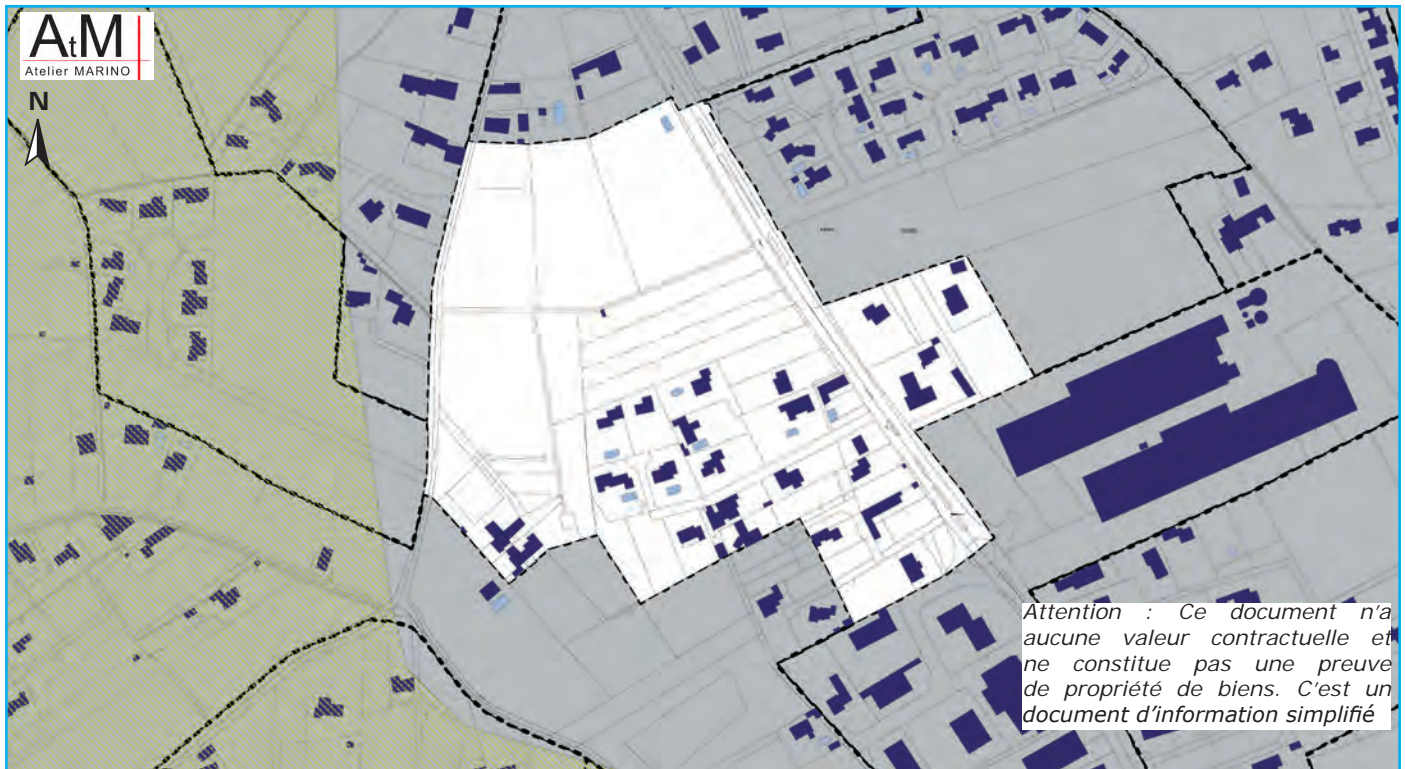 AtM
Atelier MARINO
N
Attention : Ce document n'a
aucune valeur contractuelle et
ne constitue pas une preuve
de propriété de biens. C'est un
document d'information simplifié